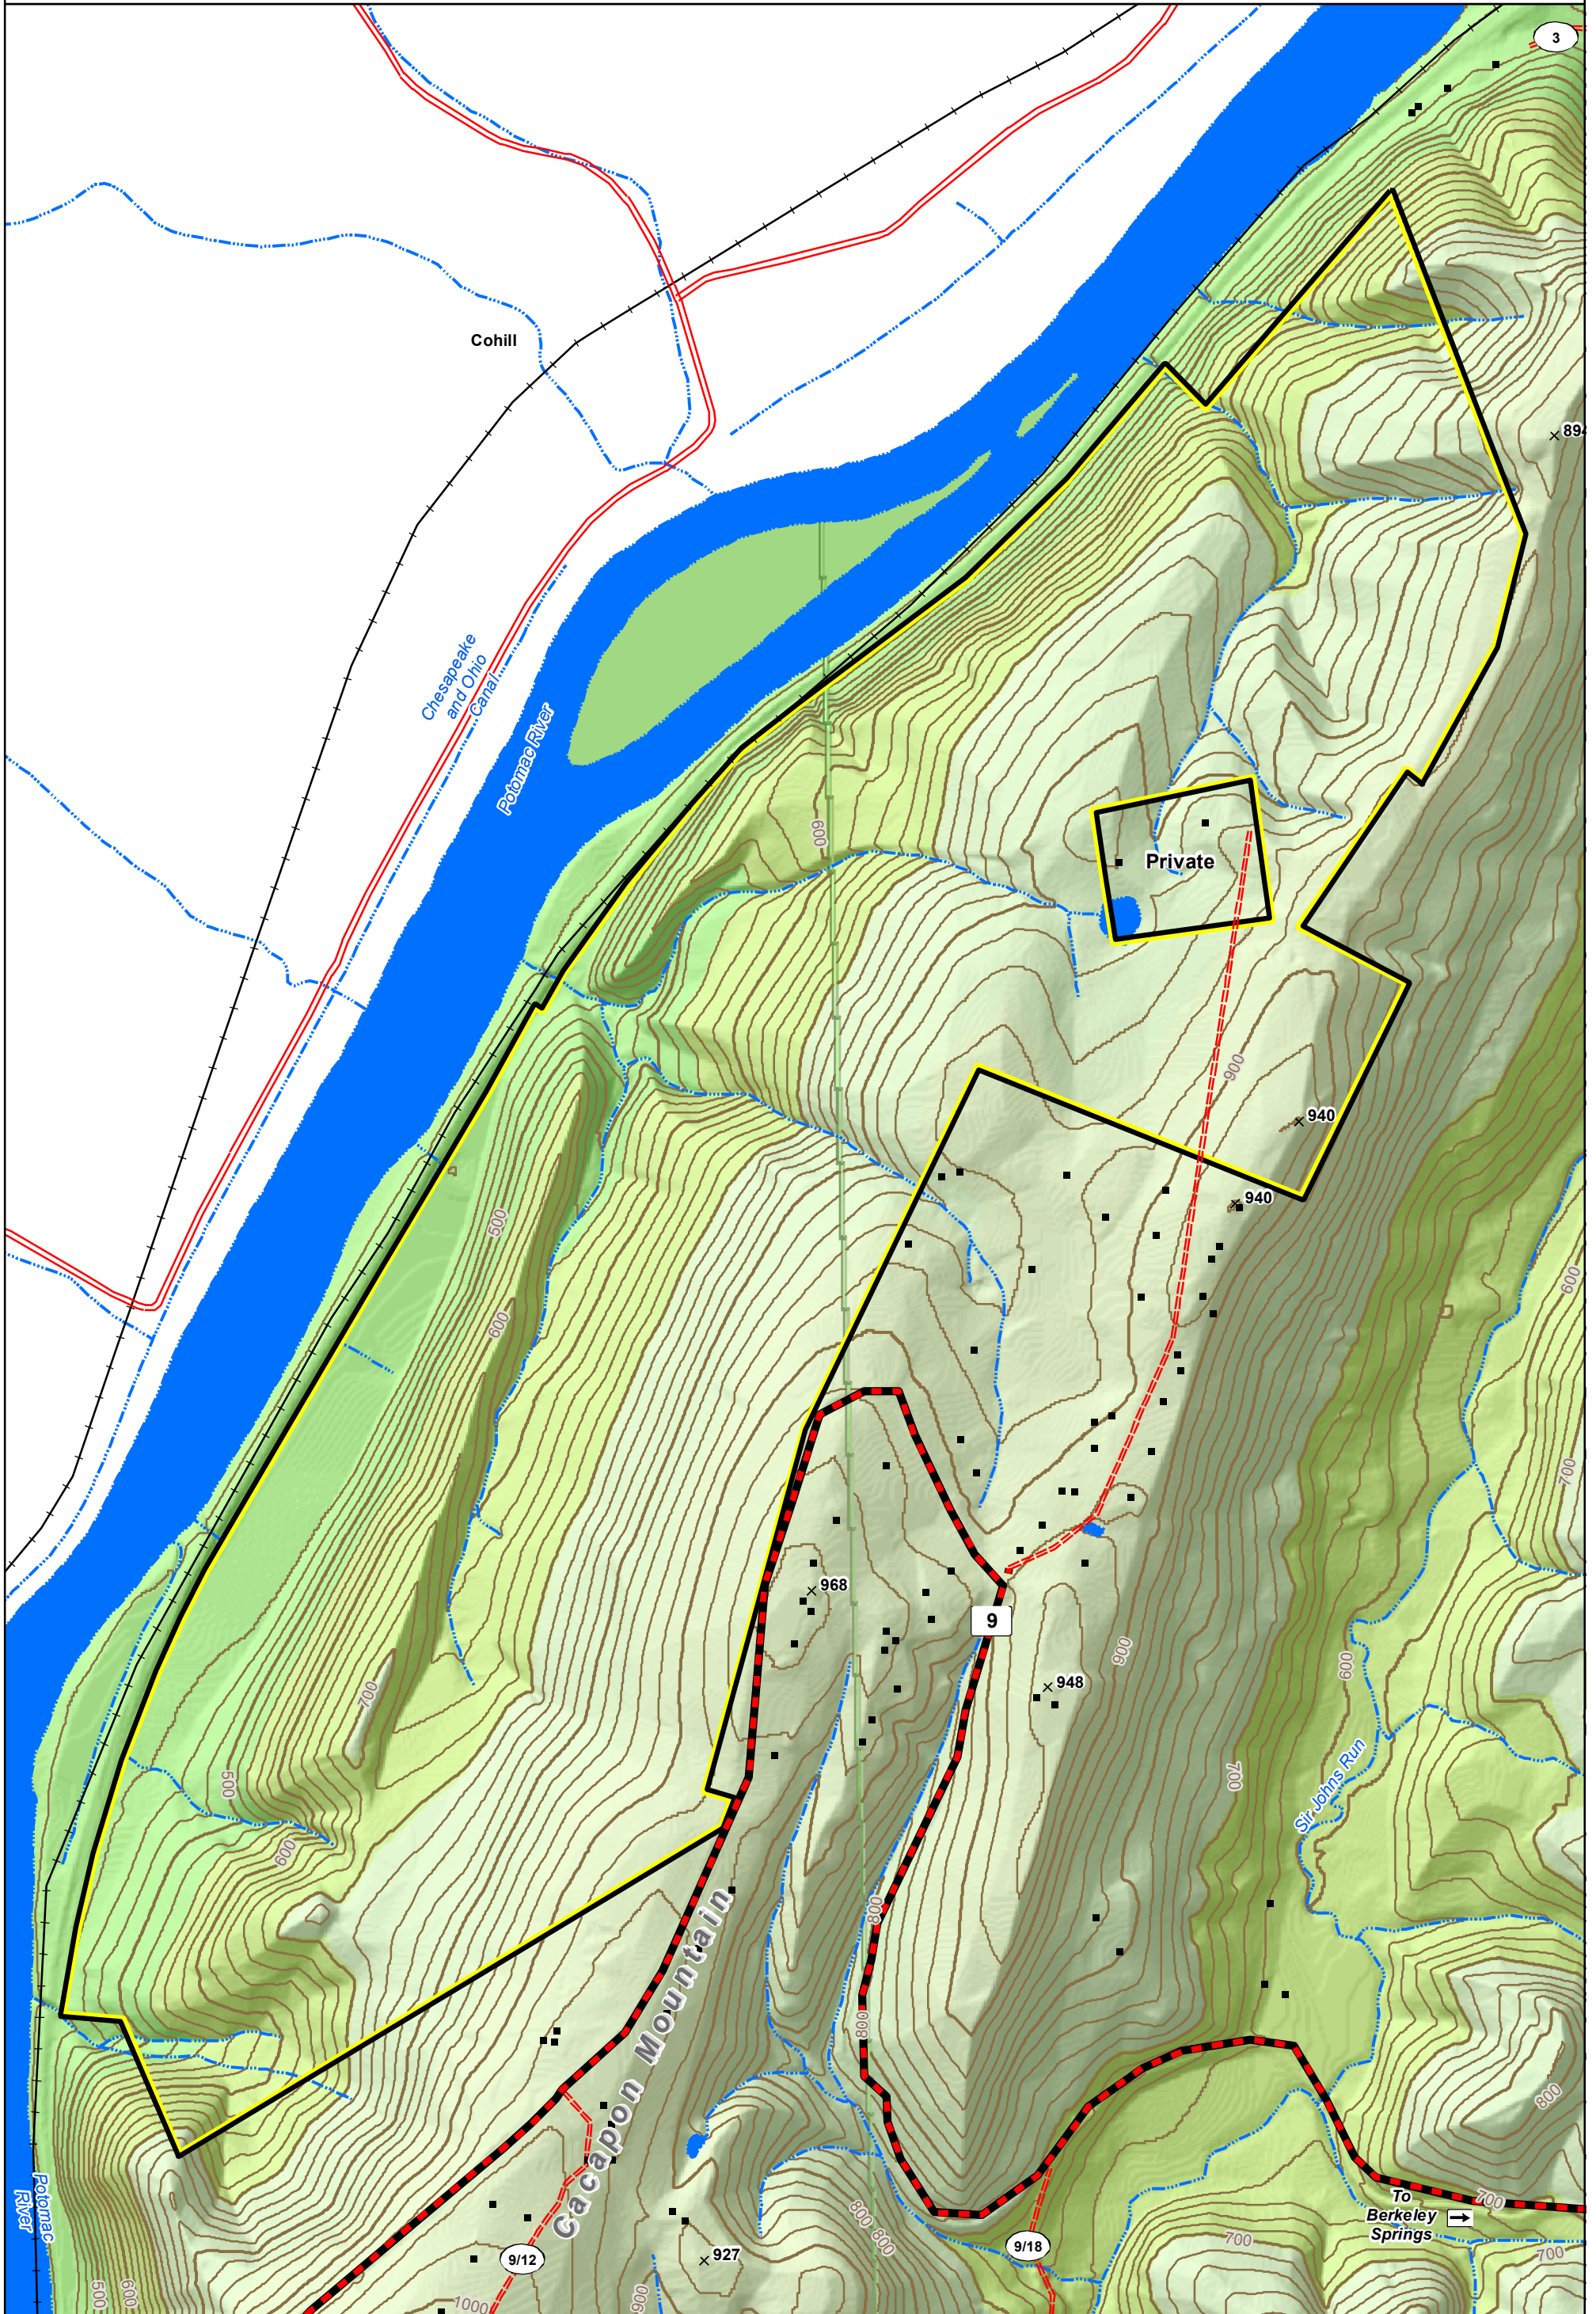 3
Cohill
894
Chesapeake
and Ohio
Canal
Potomac River
600
Private
900
940
940
500
600
600
700
968
9
948
900
600
700
500
700
Sir Johns Run
600
800
800
Cacapon Mountain
800
Potomac
River
To
Berkeley
Springs
700
800
800
700
700
9/12
9/18
927
500
600
1000
900